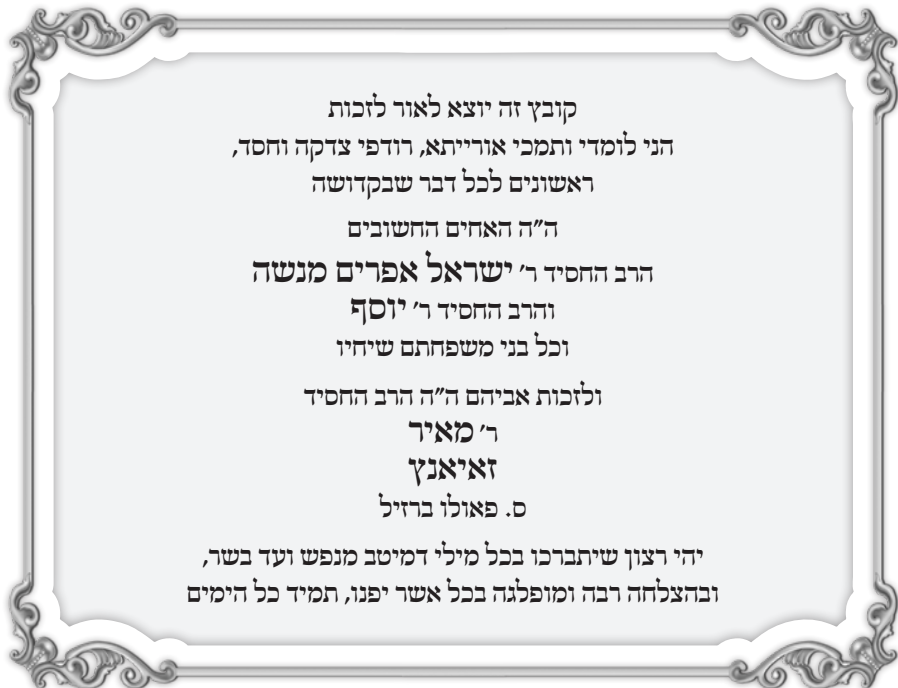 קובץ זה יוצא לאור לזכות
הני לומדי ותמכי אורייתא, רודפי צדקה וחסד,
ראשונים לכל דבר שבקדושה
ה״ה האחים החשובים
הרב החסיד ר׳ ישראל אפרים מנשה
והרב החסיד ר׳ יוסף
וכל בני משפחתם שיחיו
ולזכות אביהם ה״ה הרב החסיד
ר׳ מאיר
זאיאנץ
ס. פאולו ברזיל
יהי רצון שיתברכו בכל מילי דמיטב מנפש ועד בשר,
ובהצלחה רבה ומופלגה בכל אשר יפנו, תמיד כל הימים